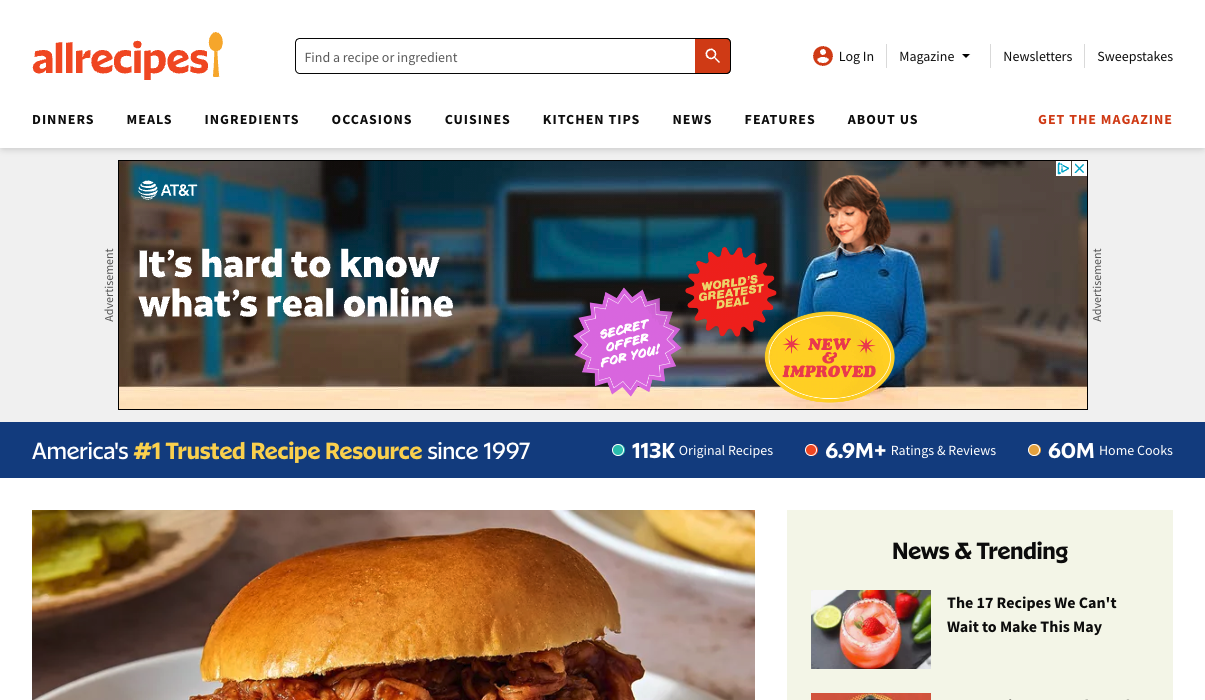 allrecipes
Find a recipe or ingredient
Log In
Magazine
Newsletters
Sweepstakes
DINNERS
MEALS
INGREDIENTS
OCCASIONS
CUISINES
KITCHEN TIPS
NEWS
FEATURES
ABOUT US
GET THE MAGAZINE
Advertisement
AT&T
It's hard to know
what's real online
SECRET
OFFER
FOR YOU!
WORLD'S
GREATEST
DEAL
NEW
&
IMPROVED
Advertisement
America's #1 Trusted Recipe Resource since 1997
113K Original Recipes
6.9M+ Ratings & Reviews
60M Home Cooks
News & Trending
The 17 Recipes We Can't
Wait to Make This May